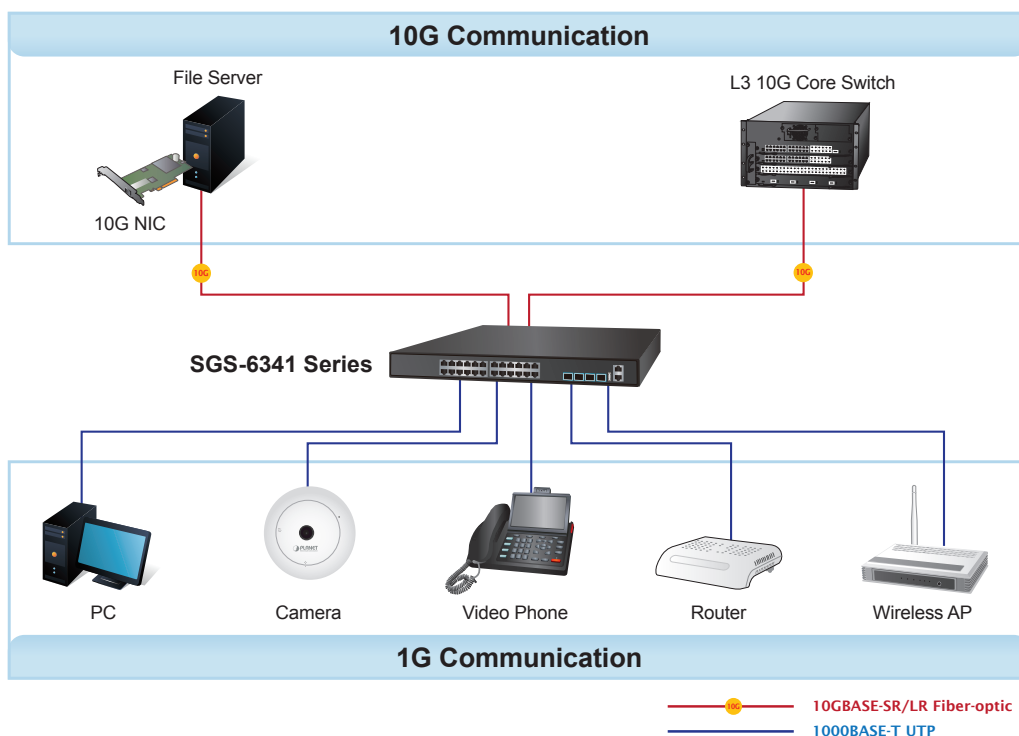 10G Communication
File Server
L3 10G Core Switch
10G NIC
10G
10G
SGS-6341 Series
PLANET
PC
Camera
Video Phone
Router
Wireless AP
1G Communication
10G
10GBASE-SR/LR Fiber-optic
1000BASE-T UTP